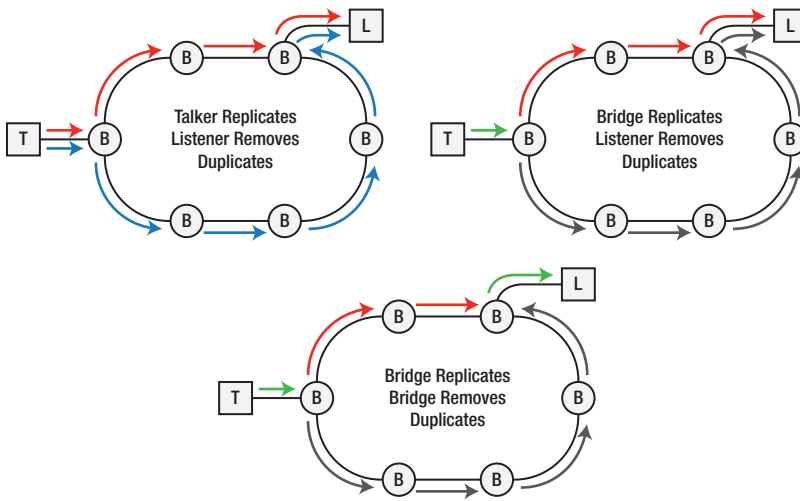 B
B
L
T
B
Talker Replicates
Listener Removes
Duplicates
B
B
B
B
B
L
T
B
Bridge Replicates
Listener Removes
Duplicates
B
B
B
B
B
L
T
B
Bridge Replicates
Bridge Removes
Duplicates
B
B
B